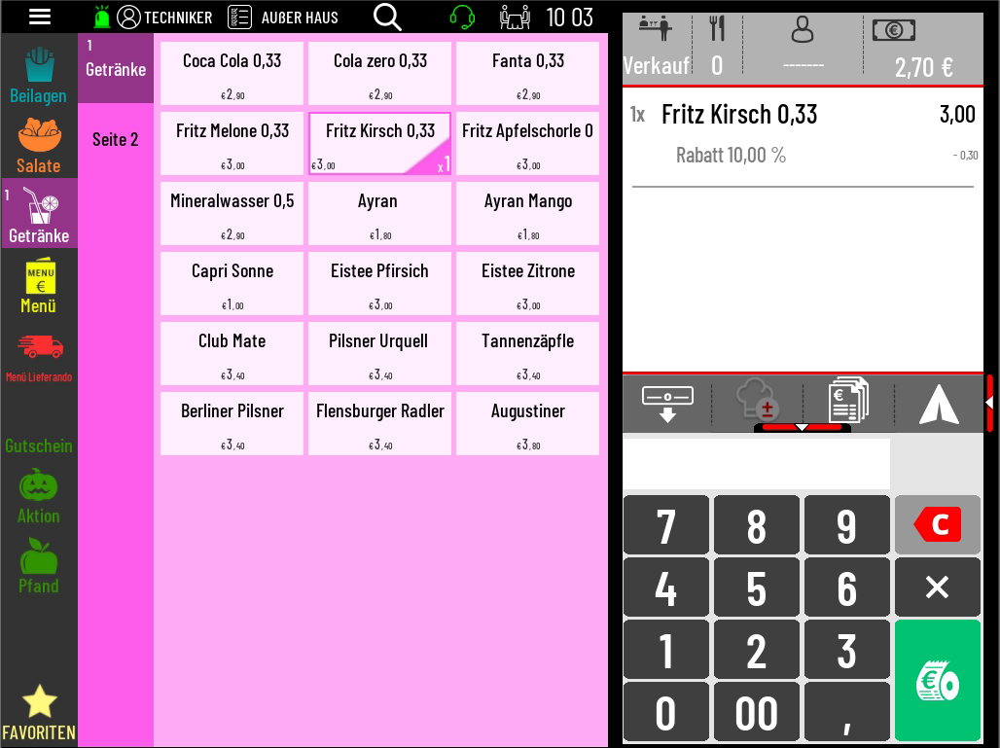 TECHNIKER
AUßER HAUS
10 03
Beilagen
Salate
1
Getränke
MENU
€
Menü
Menü Lieferando
Gutschein
Aktion
Pfand
FAVORITEN
1
Getränke
Seite 2
Coca Cola 0,33
€2,90
Cola zero 0,33
€2,90
Fanta 0,33
€2,90
Fritz Melone 0,33
€3,00
Fritz Kirsch 0,33
€3,00
x1
Fritz Apfelschorle 0
€3,00
Mineralwasser 0,5
€2,90
Ayran
€1,80
Ayran Mango
€1,80
Capri Sonne
€1,00
Eistee Pfirsich
€3,00
Eistee Zitrone
€3,00
Club Mate
€3,40
Pilsner Urquell
€3,40
Tannenzäpfle
€3,40
Berliner Pilsner
€3,40
Flensburger Radler
€3,40
Augustiner
€3,80
Verkauf
0
-------
€
2,70 €
1x Fritz Kirsch 0,33 3,00
Rabatt 10,00 % - 0,30
€
7 8 9 C
4 5 6 ×
1 2 3
€
0 00 ,